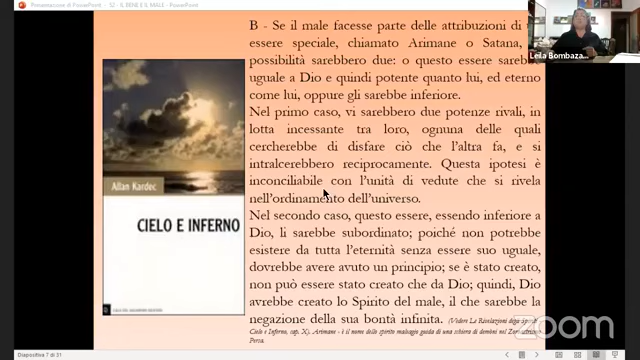 Presentazione di PowerPoint - 12 - IL BENE E IL MALE - PowerPoint
B - Se il male facesse parte delle attribuzioni di
essere speciale, chiamato Arimane o Satana,
possibilità sarebbero due: o questo essere sarebbe
uguale a Dio e quindi potente quanto lui, ed eterno
come lui, oppure gli sarebbe inferiore.
Nel primo caso, vi sarebbero due potenze rivali, in
lotta incessante tra loro, ognuna delle quali
cercherebbe di disfare ciò che l'altra fa, e si
intralcerebbero reciprocamente. Questa ipotesi è
inconciliabile con l'unità di vedute che si rivela
nell'ordinamento dell'universo.
Nel secondo caso, questo essere, essendo inferiore a
Dio, li sarebbe subordinato; poiché non potrebbe
esistere da tutta l'eternità senza essere suo uguale,
dovrebbe avere avuto un principio; se è stato creato,
non può essere stato creato che da Dio; quindi, Dio
avrebbe creato lo Spirito del male, il che sarebbe la
negazione della sua bontà infinita. (Vedere Le Rivelazioni degli Spiriti
Cielo e Inferno, cap. X). Arimane - è il nome dello spirito malvagio guida di una schiera di demoni nel
Persa.
Allan Kardec
CIELO E INFERNO
Leila Bombaza...
zoom
Diapositiva 7 di 31